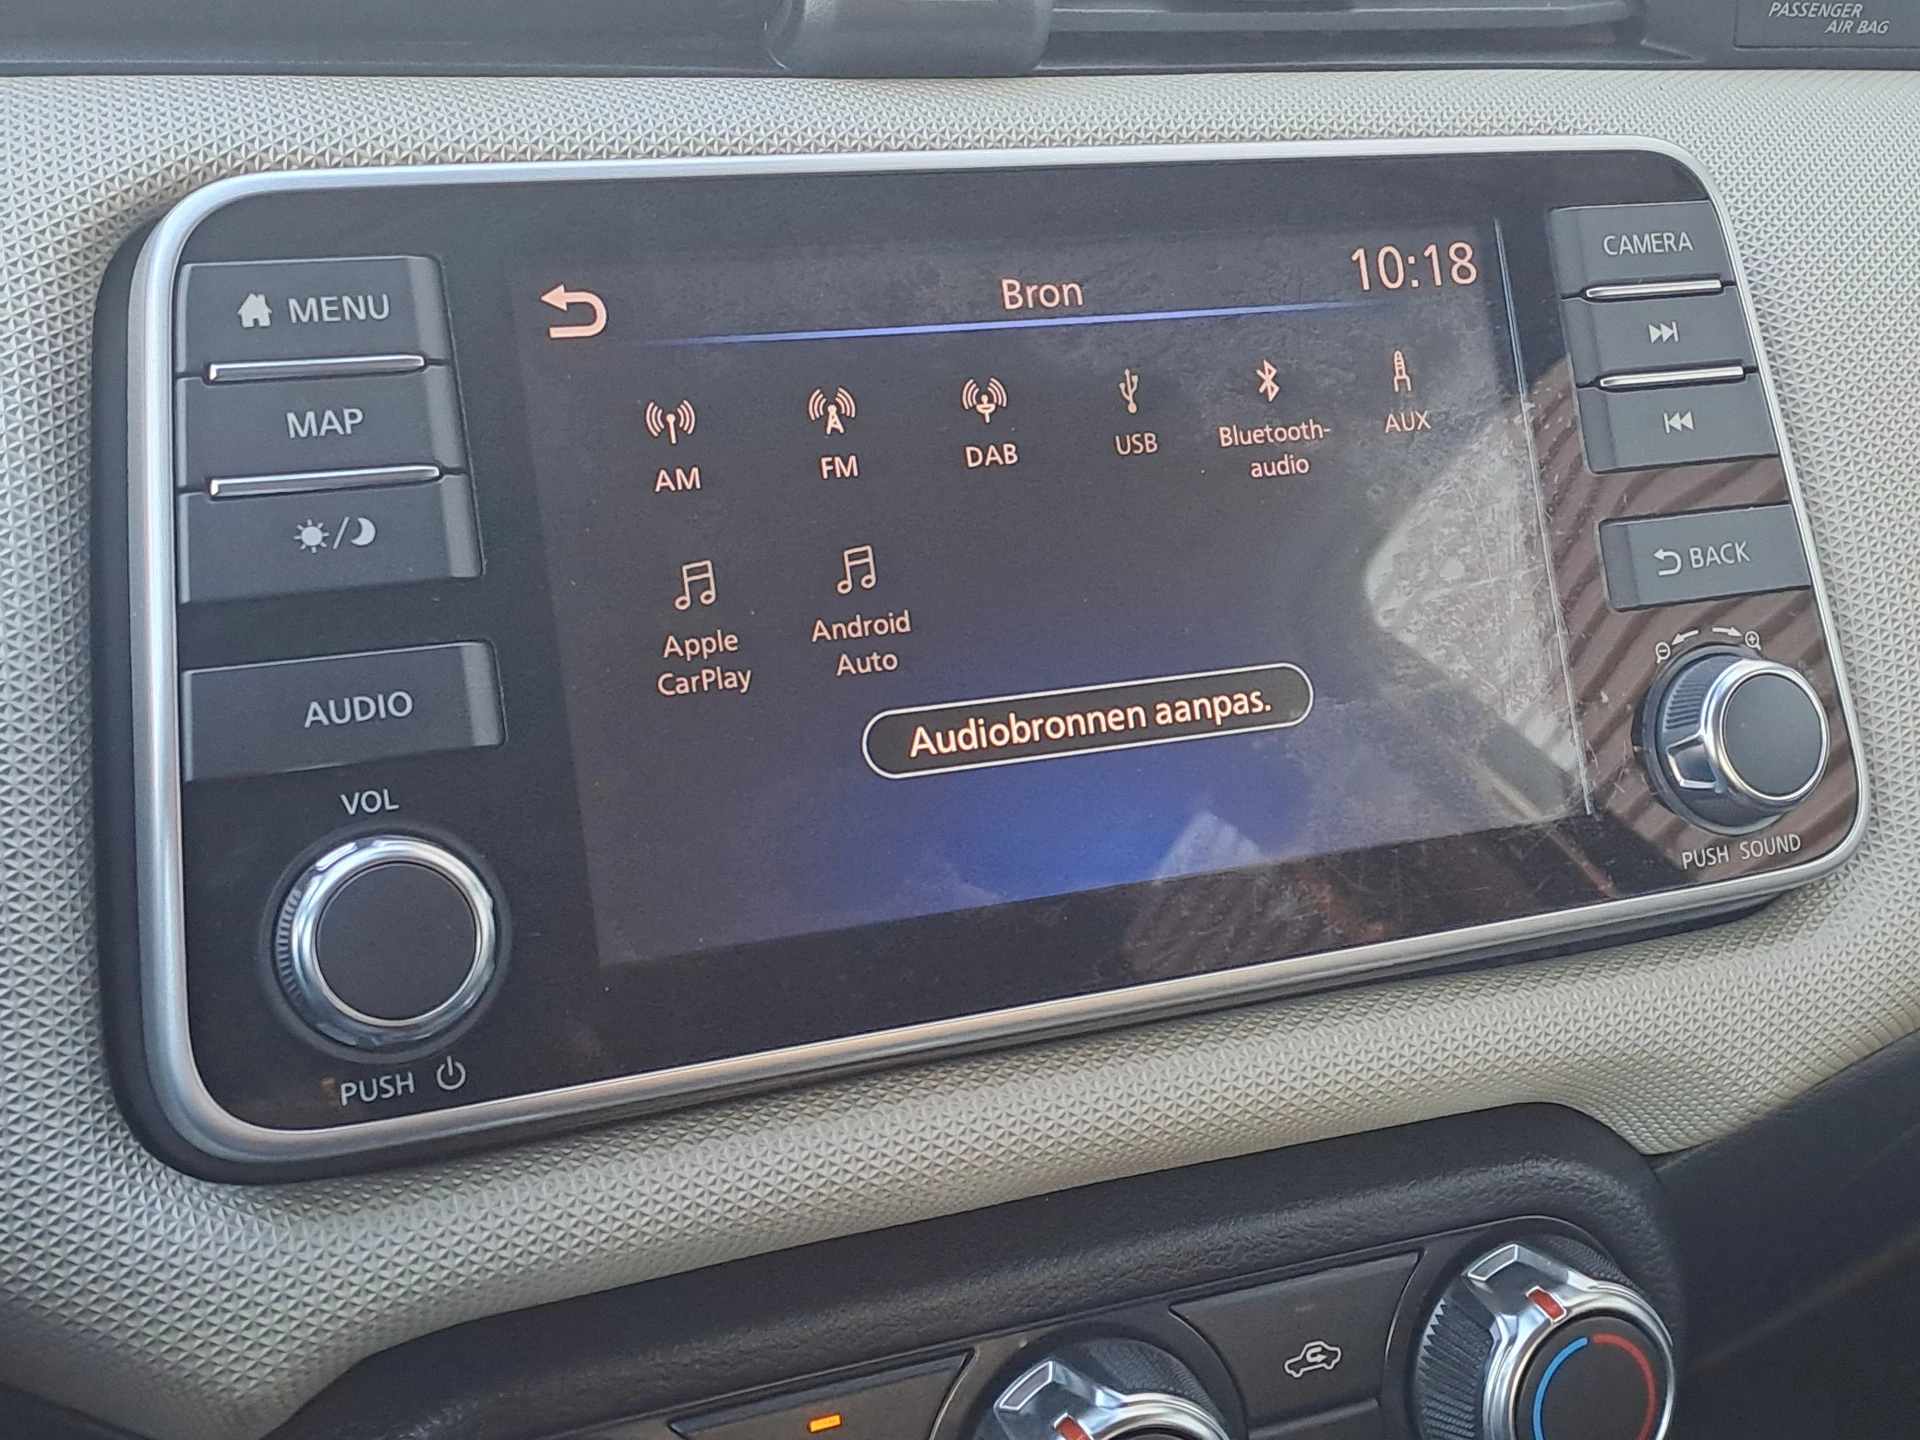 PASSENGER
AIR BAG
MENU
MAP
AUDIO
VOL
PUSH
Bron
10:18
AM
FM
DAB
USB
Bluetooth-
audio
AUX
Apple
CarPlay
Android
Auto
Audiobronnen aanpas.
CAMERA
BACK
PUSH SOUND